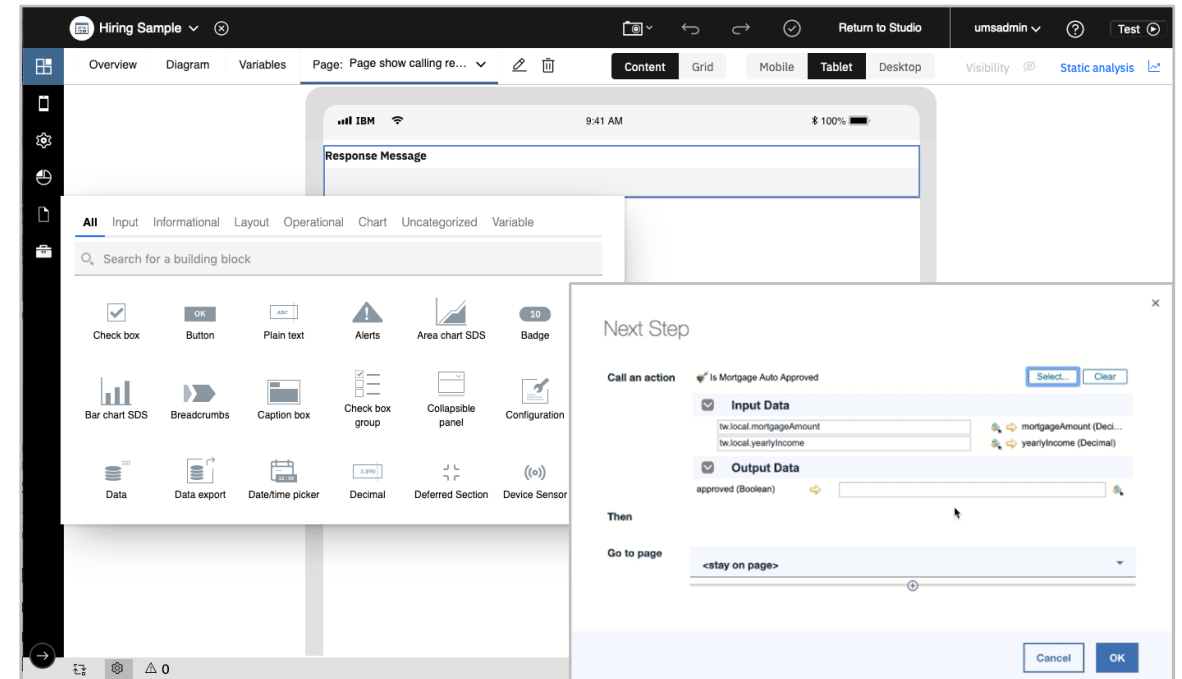 Hiring Sample
Return to Studio
umsadmin
Test
Overview
Diagram
Variables
Page: Page show calling re...
Content
Grid
Mobile
Tablet
Desktop
Visibility
Static analysis
IBM
9:41 AM
100%
Response Message
All
Input
Informational
Layout
Operational
Chart
Uncategorized
Variable
Search for a building block
OK
ABC
10
Check box
Button
Plain text
Alerts
Area chart SDS
Badge
Bar chart SDS
Breadcrumbs
Caption box
Check box
group
Collapsible
panel
Configuration
12:30
Data
Data export
Date/time picker
Decimal
Deferred Section
Device Sensor
Next Step
Call an action
Is Mortgage Auto Approved
Select...
Clear
Input Data
tw.local.mortgageAmount
mortgageAmount (Deci...
tw.local.yearlyIncome
yearlyIncome (Decimal)
Output Data
approved (Boolean)
Then
Go to page
<stay on page>
Cancel
OK
0